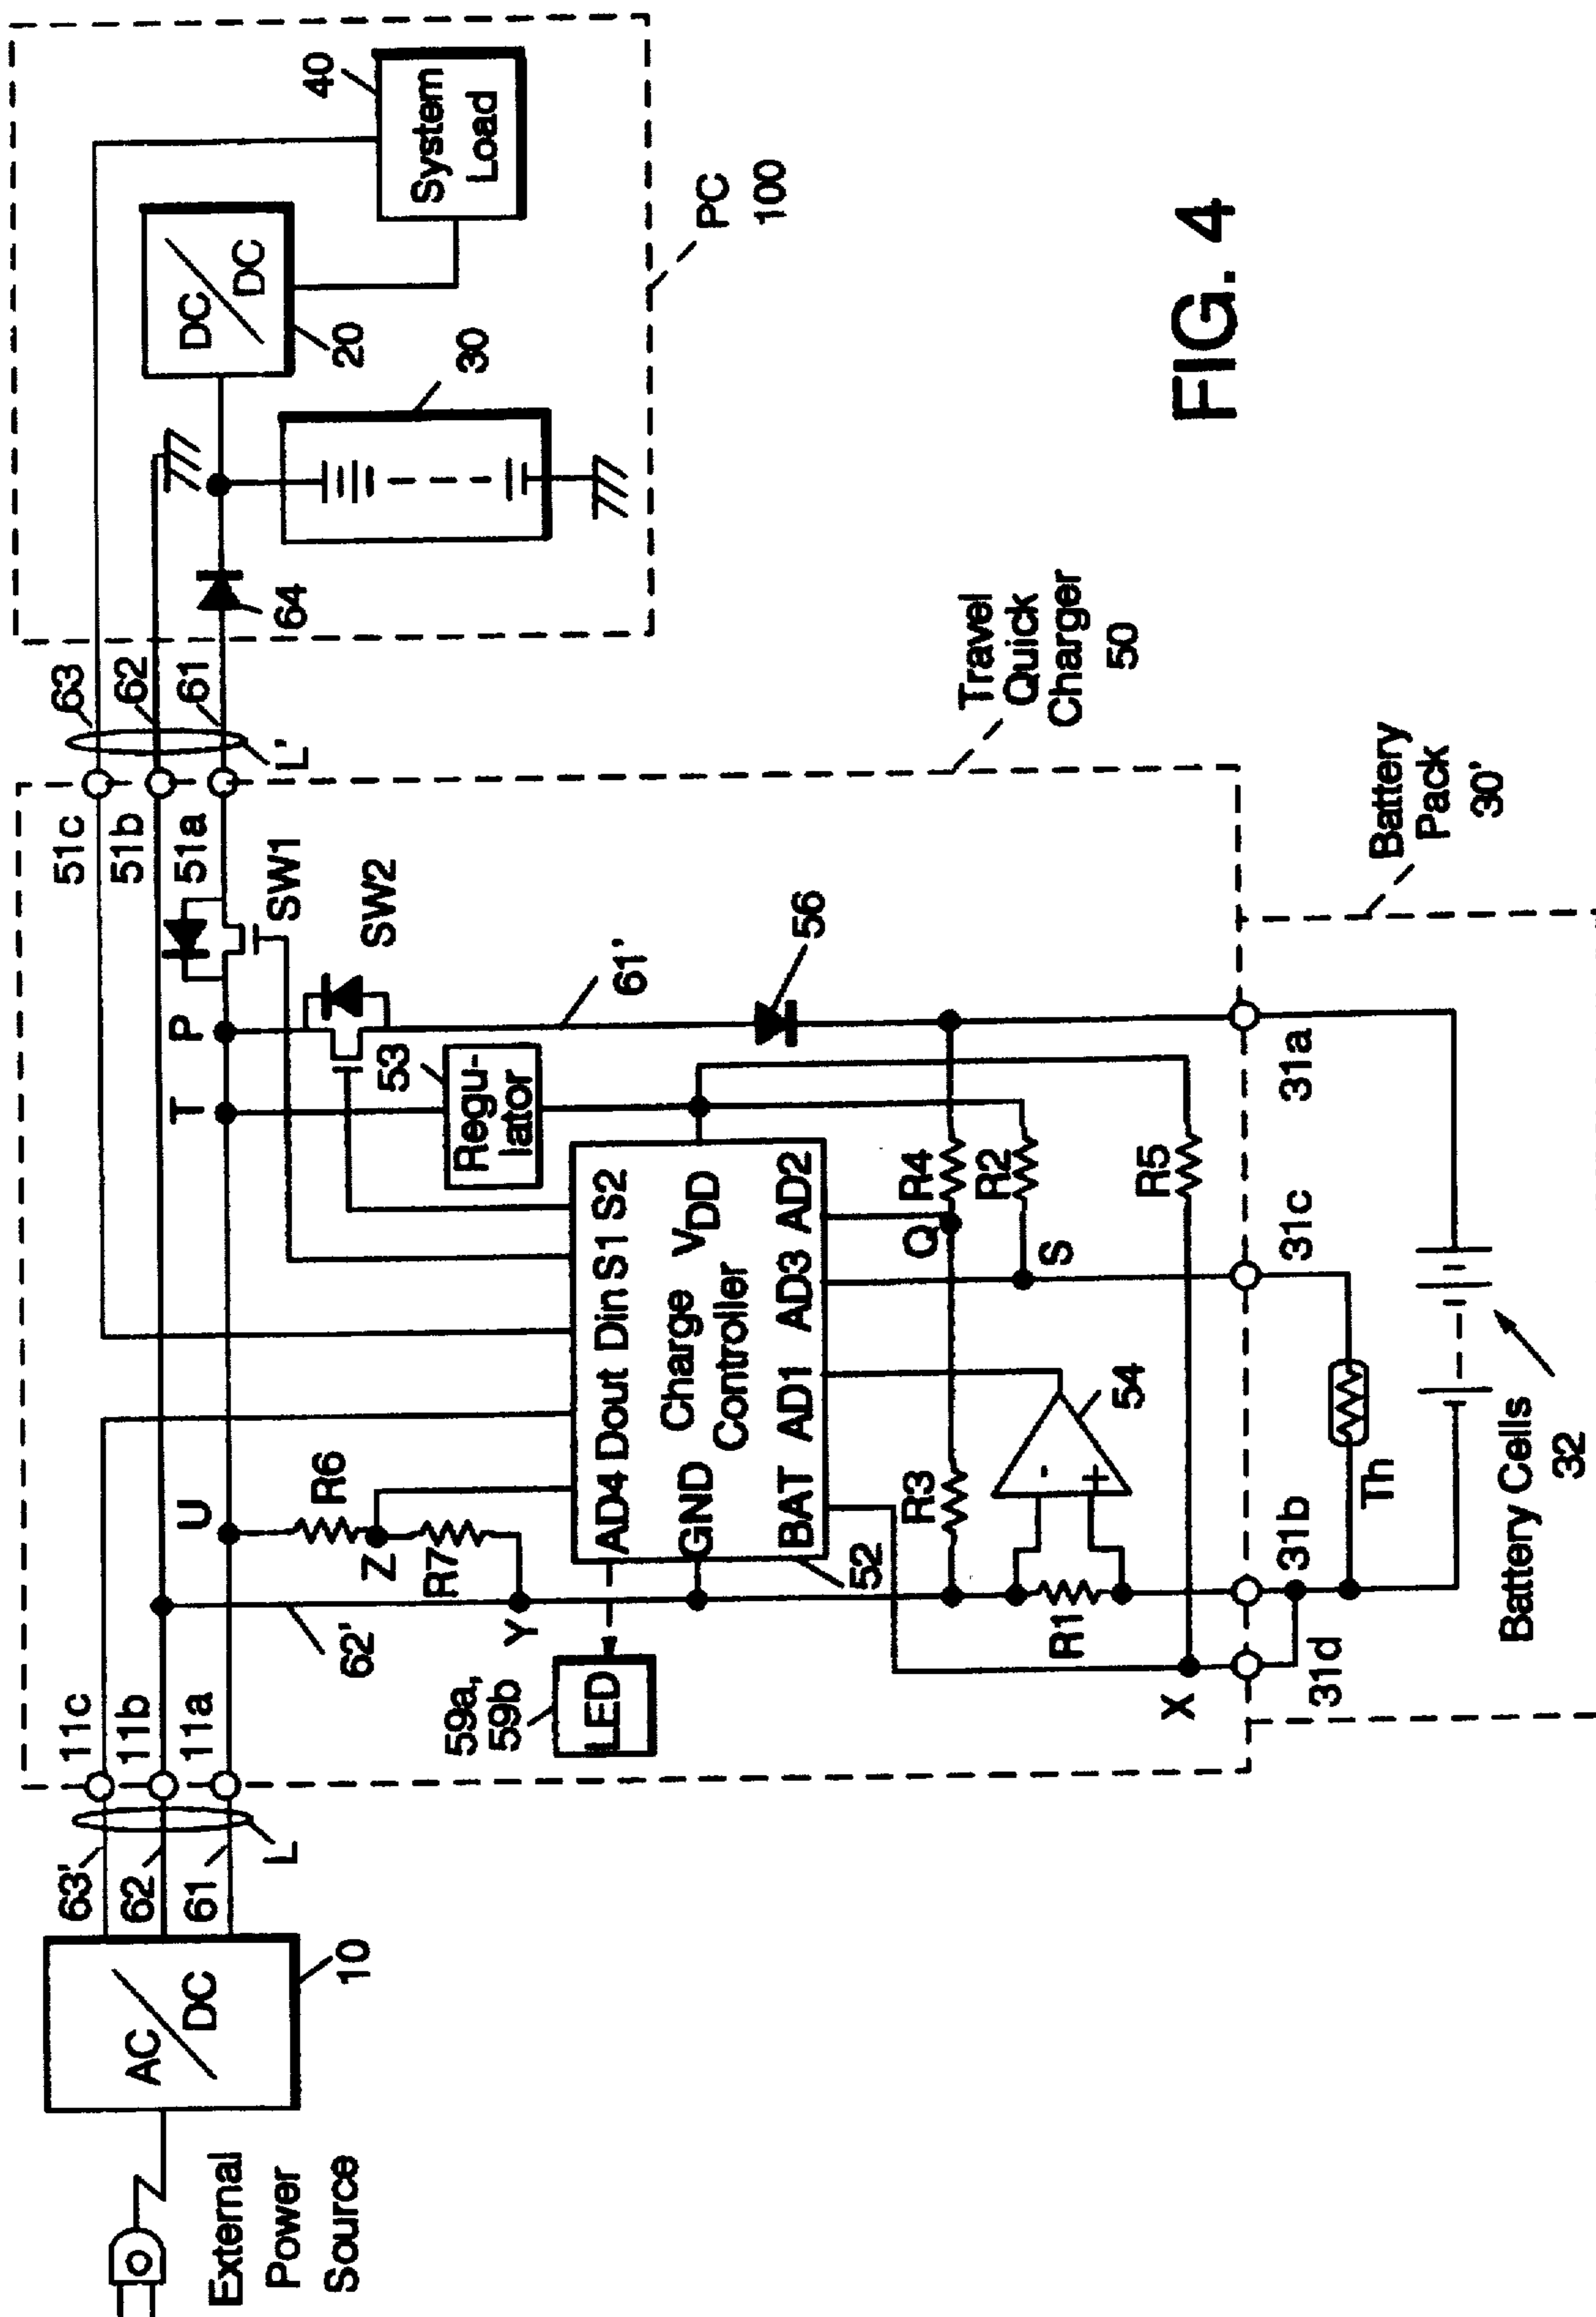 External
Power
Source
AC
DC
10
63'
62
61
L
11c
11b
11a
62'
U
R6
Z
R7
Y
59a,
59b
LED
T
P
53
Regu-
lator
SW1
SW2
61'
56
AD4 Dout Din S1 S2
GND
Charge
Controller
VDD
BAT AD1 AD3 AD2
52
R3
Q
R4
R2
S
R5
R1
-
+
54
X
51c
51b
51a
63
62
61
L'
64
DC
DC
20
30
40
System
Load
PC
100
Travel
Quick
Charger
50
Battery
Pack
30'
31d
31b
31c
31a
Th
Battery Cells
32
FIG. 4